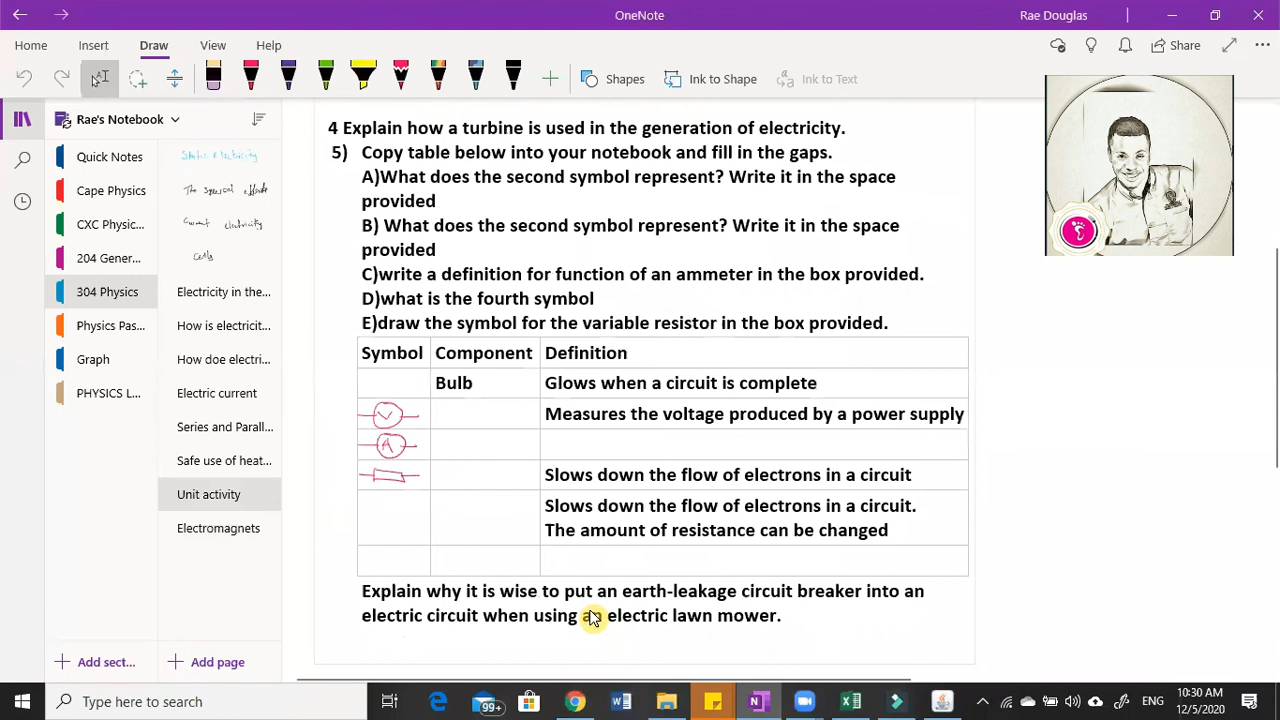 OneNote
Rae Douglas
Home
Insert
Draw
View
Help
Share
Shapes
Ink to Shape
Ink to Text
Rae's Notebook
Quick Notes
Cape Physics
CXC Physic...
204 Gener...
304 Physics
Physics Pas...
Graph
PHYSICS L...
Add sect...
Static electricity
The special effects
Current electricity
cells
Electricity in the...
How is electricit...
How doe electri...
Electric current
Series and Parall...
Safe use of heat...
Unit activity
Electromagnets
Add page
4 Explain how a turbine is used in the generation of electricity.
5) Copy table below into your notebook and fill in the gaps.
A)What does the second symbol represent? Write it in the space
provided
B) What does the second symbol represent? Write it in the space
provided
C)write a definition for function of an ammeter in the box provided.
D)what is the fourth symbol
E)draw the symbol for the variable resistor in the box provided.
Symbol Component Definition
Bulb Glows when a circuit is complete
V Measures the voltage produced by a power supply
A
Slows down the flow of electrons in a circuit
Slows down the flow of electrons in a circuit.
The amount of resistance can be changed
Explain why it is wise to put an earth-leakage circuit breaker into an
electric circuit when using an electric lawn mower.
Type here to search
99+
ENG
10:30 AM
12/5/2020